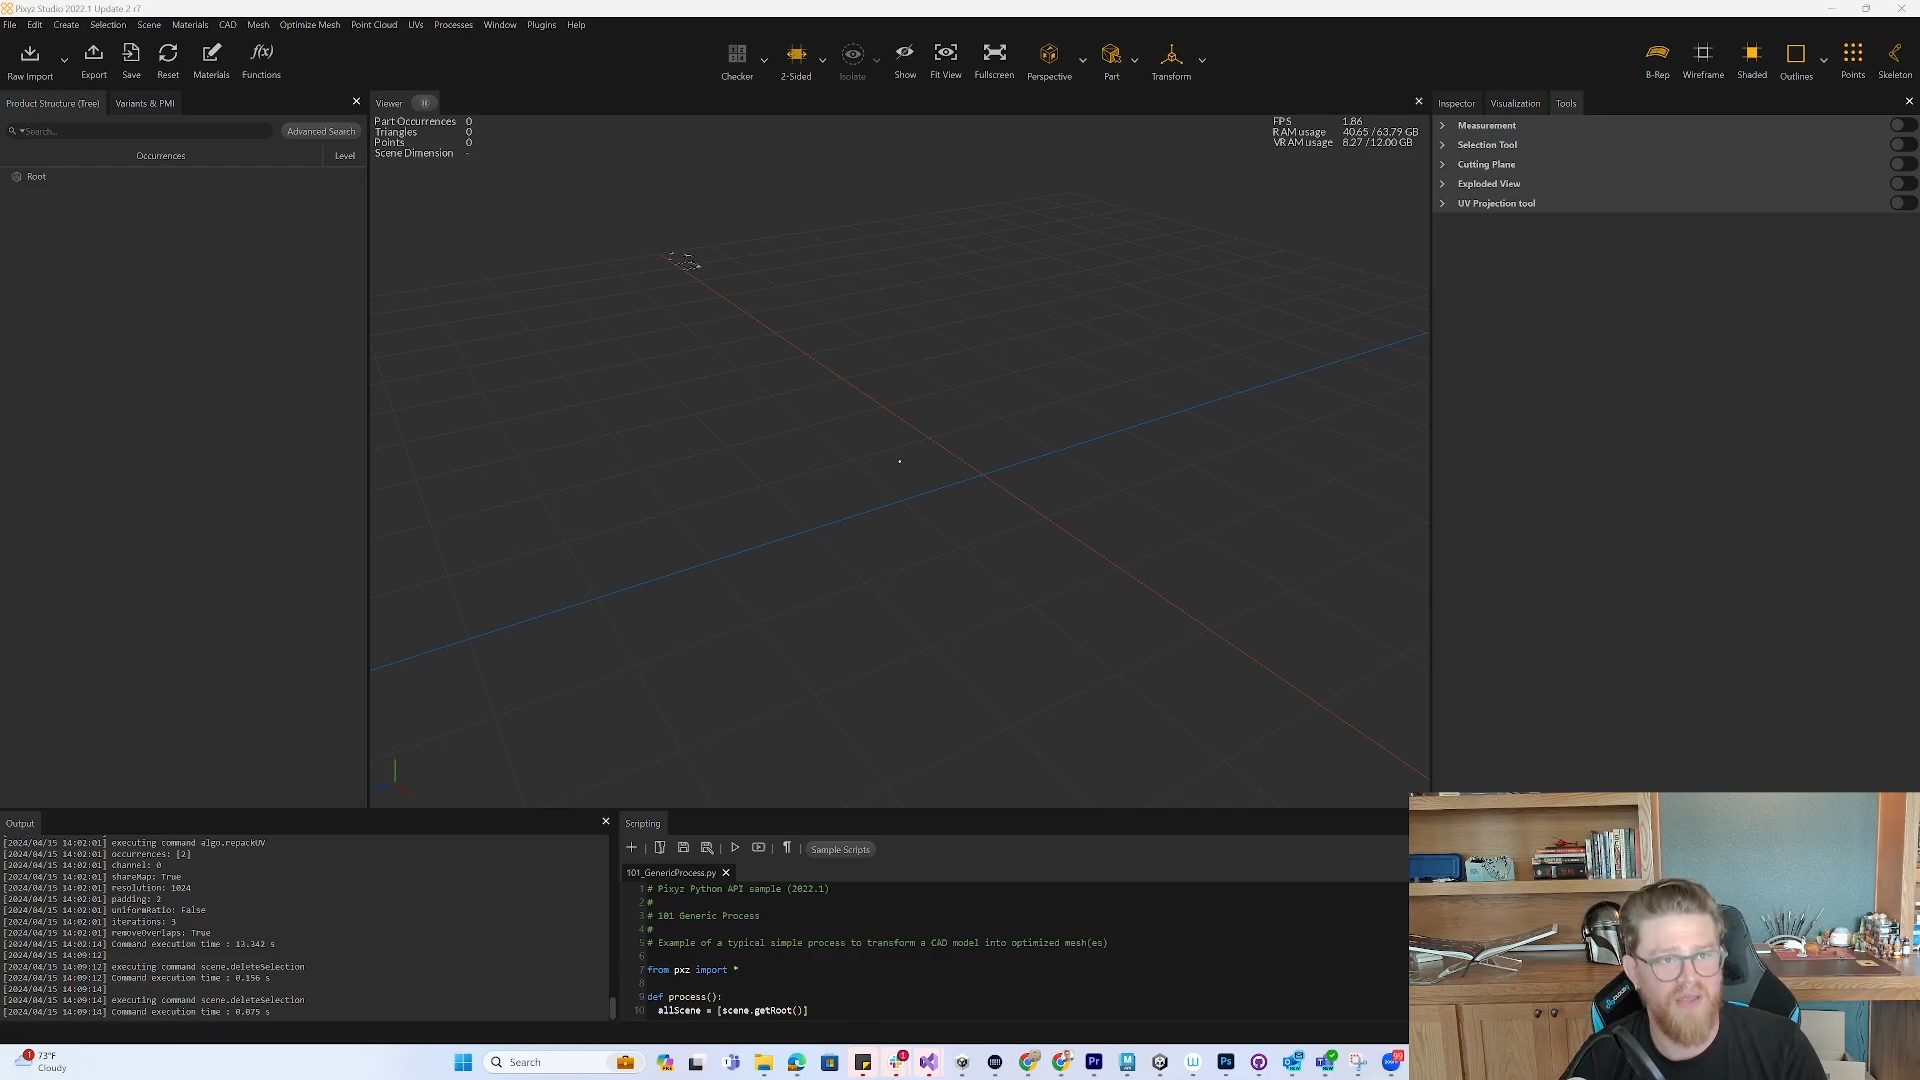 Pixyz Studio 2022.1 Update 2 r7
File Edit Create Selection Scene Materials CAD Mesh Optimize Mesh Point Cloud UVs Processes Window Plugins Help
Raw Import Export Save Reset Materials Functions
f(x)
Checker 2-Sided Isolate Show Fit View Fullscreen Perspective Part Transform
B-Rep Wireframe Shaded Outlines Points Skeleton
Product Structure (Tree) Variants & PMI
Search... Advanced Search
Occurrences Level
Root
Viewer
Part Occurrences 0
Triangles 0
Points 0
Scene Dimension -
FPS 1.86
RAM usage 40.65 / 63.79 GB
VRAM usage 8.27 / 12.00 GB
Inspector Visualization Tools
Measurement
Selection Tool
Cutting Plane
Exploded View
UV Projection tool
Output
[2024/04/15 14:02:01] executing command algo.repackUV
[2024/04/15 14:02:01] occurrences: [2]
[2024/04/15 14:02:01] channel: 0
[2024/04/15 14:02:01] shareMap: True
[2024/04/15 14:02:01] resolution: 1024
[2024/04/15 14:02:01] padding: 2
[2024/04/15 14:02:01] uniformRatio: False
[2024/04/15 14:02:01] iterations: 3
[2024/04/15 14:02:01] removeOverlaps: True
[2024/04/15 14:02:14] Command execution time : 13.342 s
[2024/04/15 14:09:12]
[2024/04/15 14:09:12] executing command scene.deleteSelection
[2024/04/15 14:09:12] Command execution time : 0.156 s
[2024/04/15 14:09:14]
[2024/04/15 14:09:14] executing command scene.deleteSelection
[2024/04/15 14:09:14] Command execution time : 0.075 s
Scripting
Sample Scripts
101_GenericProcess.py
1 # Pixyz Python API sample (2022.1)
2 #
3 # 101 Generic Process
4 #
5 # Example of a typical simple process to transform a CAD model into optimized mesh(es)
6
7 from pxz import *
8
9 def process():
10 allScene = [scene.getRoot()]
1 73°F
Cloudy
Search
PRE
1
Pr
Ps
99